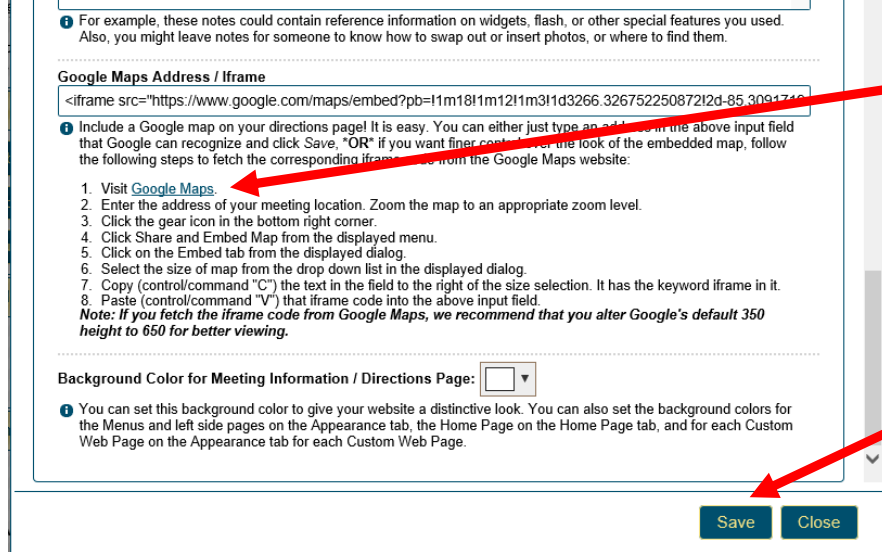 For example, these notes could contain reference information on widgets, flash, or other special features you used.
Also, you might leave notes for someone to know how to swap out or insert photos, or where to find them.
Google Maps Address / Iframe
<iframe src="https://www.google.com/maps/embed?pb=!1m18!1m12!1m3!1d3266.326752250872!2d-85.30917
Include a Google map on your directions page! It is easy. You can either just type an address in the above input field
that Google can recognize and click Save, *OR* if you want finer control over the look of the embedded map, follow
the following steps to fetch the corresponding iframe code from the Google Maps website:
1. Visit Google Maps.
2. Enter the address of your meeting location. Zoom the map to an appropriate zoom level.
3. Click the gear icon in the bottom right corner.
4. Click Share and Embed Map from the displayed menu.
5. Click on the Embed tab from the displayed dialog.
6. Select the size of map from the drop down list in the displayed dialog.
7. Copy (control/command "C") the text in the field to the right of the size selection. It has the keyword iframe in it.
8. Paste (control/command "V") that iframe code into the above input field.
Note: If you fetch the iframe code from Google Maps, we recommend that you alter Google's default 350
height to 650 for better viewing.
Background Color for Meeting Information / Directions Page:
You can set this background color to give your website a distinctive look. You can also set the background colors for
the Menus and left side pages on the Appearance tab, the Home Page on the Home Page tab, and for each Custom
Web Page on the Appearance tab for each Custom Web Page.
Save Close